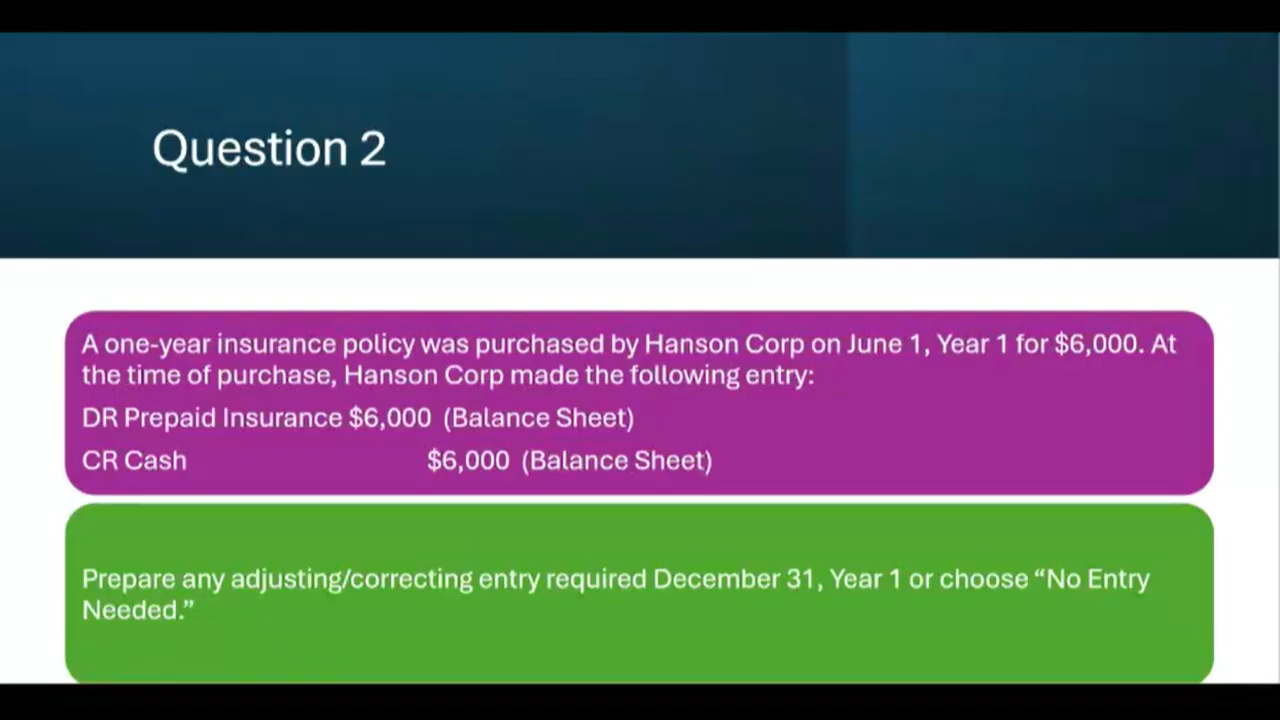 Question 2
A one-year insurance policy was purchased by Hanson Corp on June 1, Year 1 for $6,000. At
the time of purchase, Hanson Corp made the following entry:
DR Prepaid Insurance $6,000 (Balance Sheet)
CR Cash $6,000 (Balance Sheet)
Prepare any adjusting/correcting entry required December 31, Year 1 or choose “No Entry
Needed.”